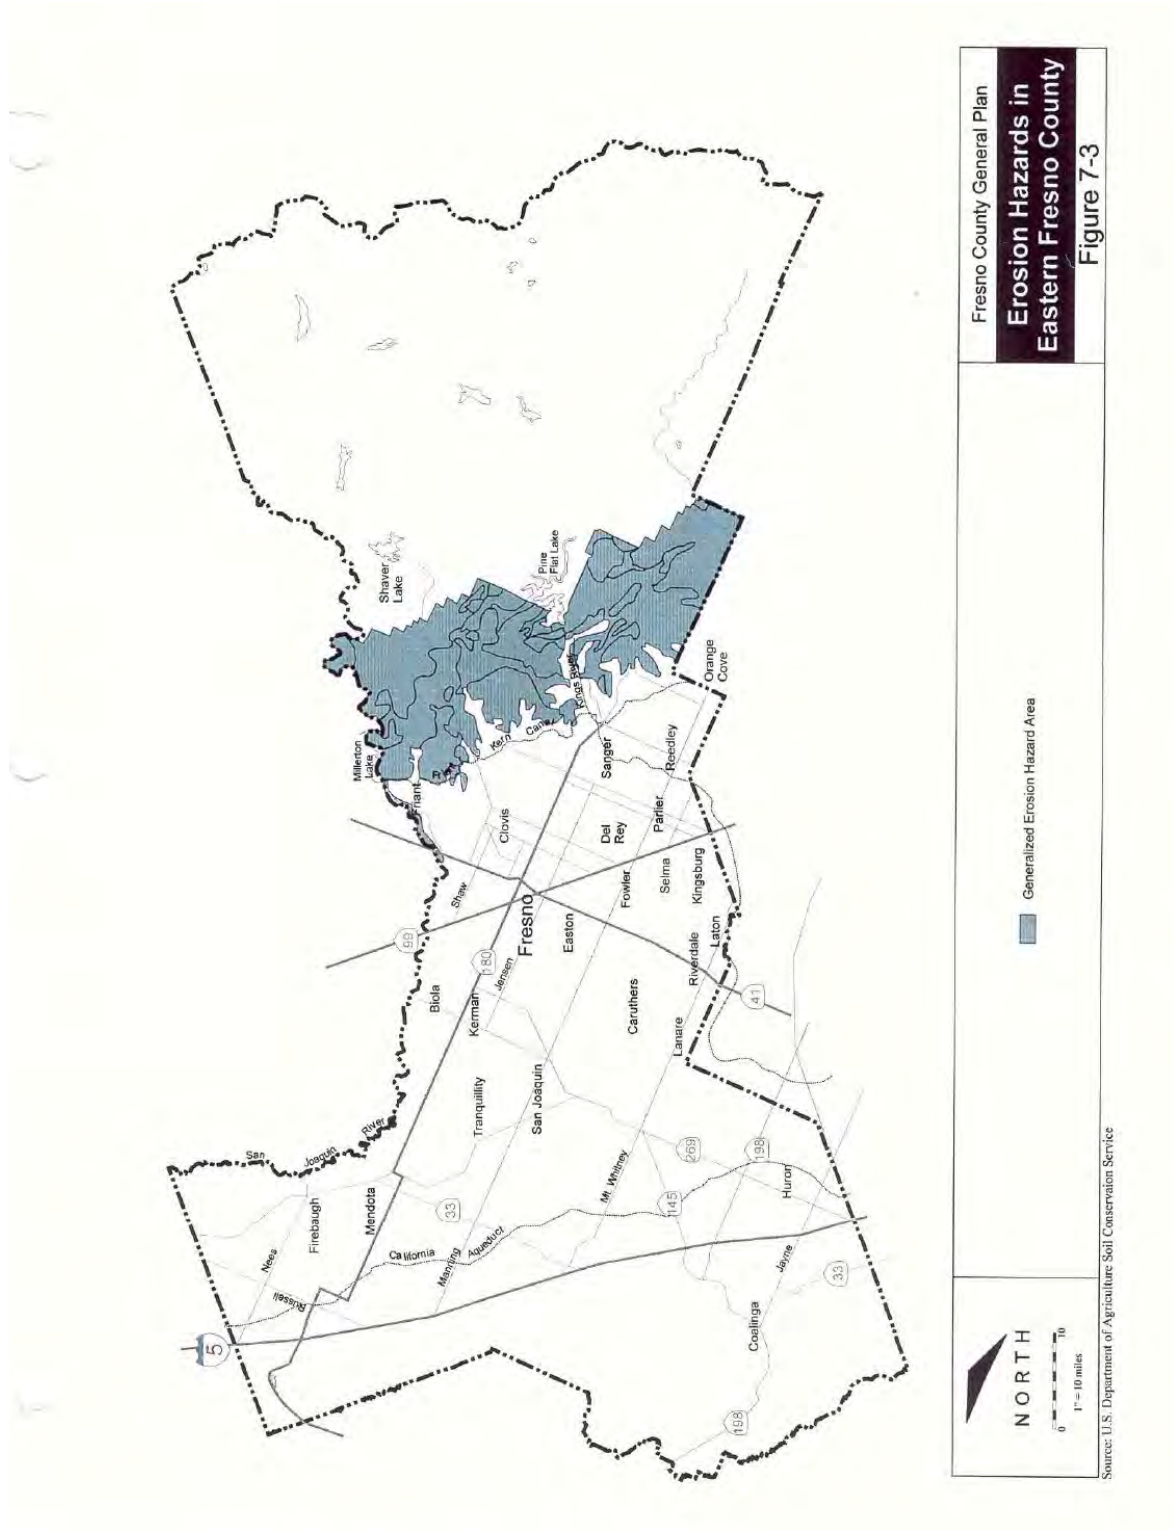 Fresno County General Plan
Erosion Hazards in
Eastern Fresno County
Figure 7-3
Generalized Erosion Hazard Area
NORTH
0
10
1" = 10 miles
Source: U.S. Department of Agriculture Soil Conservaion Service
5
Nees
Russell
Firebaugh
San
Joaquin
River
Mendota
33
California
Aqueduct
Manning
Tranquillity
San Joaquin
Mt. Whitney
145
269
198
Huron
Jayne
33
Coalinga
198
Biola
Kerman
180
Jensen
99
Shaw
Fresno
Easton
Caruthers
Lanare
Riverdale
Laton
41
Clovis
Fowler
Del
Rey
Selma
Kingsburg
Parlier
Sanger
Reedley
Orange
Cove
Friant
Millerton
Lake
Kern
Canal
Kings River
Pine
Flat Lake
Shaver
Lake